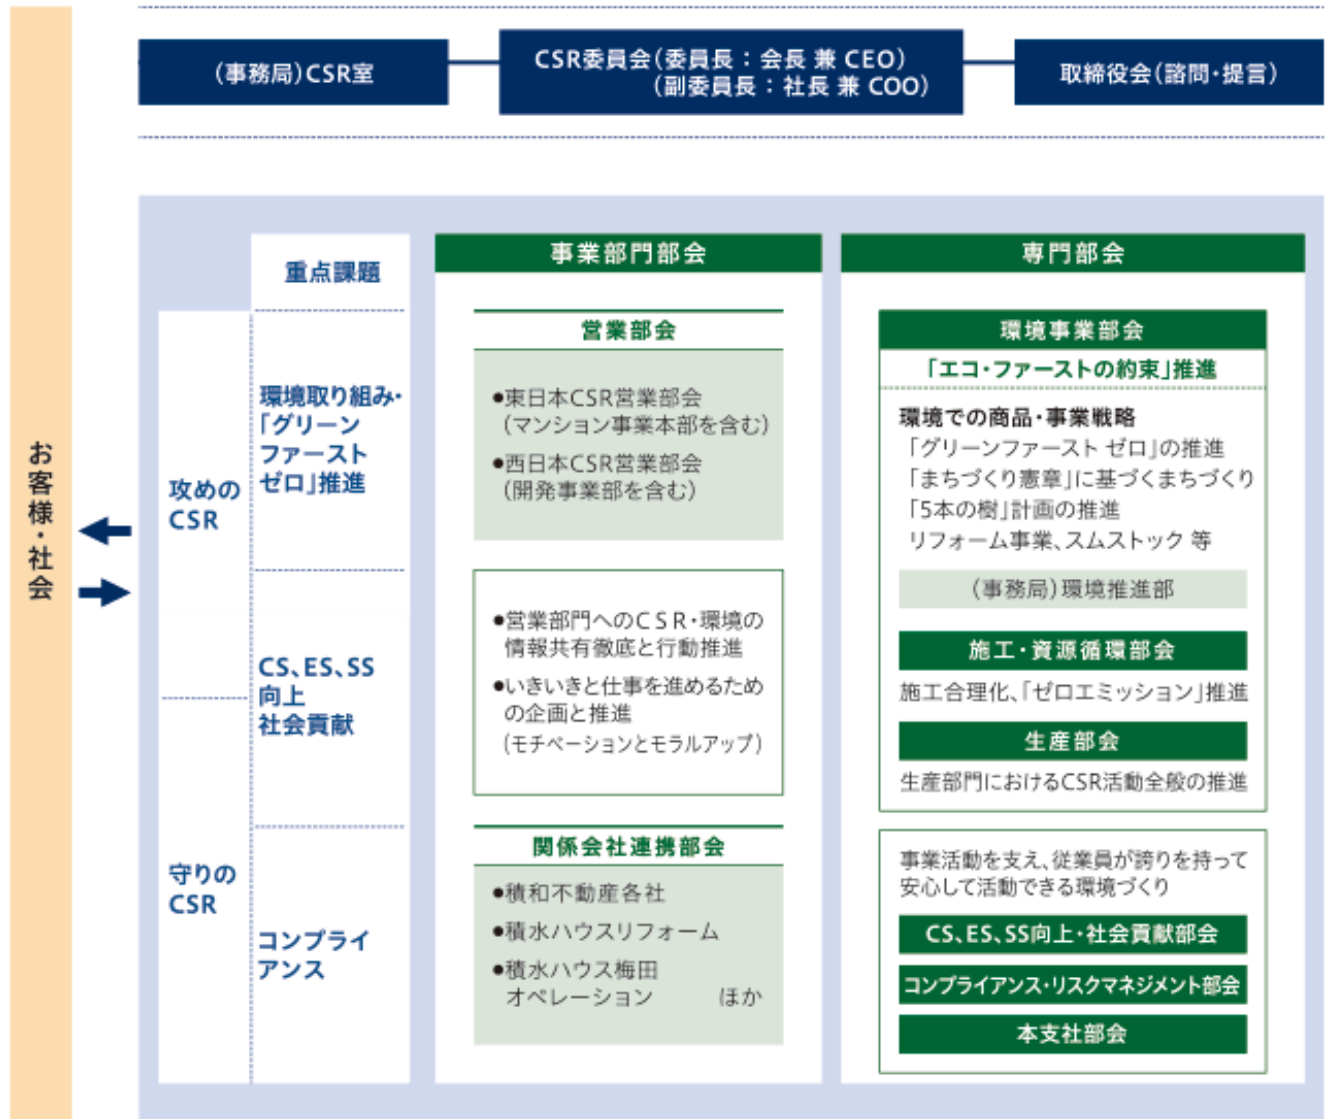 お客様・社会
(事務局)CSR室
CSR委員会(委員長：会長 兼 CEO)
(副委員長：社長 兼 COO)
取締役会(諮問・提言)
重点課題
攻めの
CSR
守りの
CSR
環境取り組み・
「グリーン
ファースト
ゼロ」推進
CS、ES、SS
向上
社会貢献
コンプライ
アンス
事業部門部会
営業部会
●東日本CSR営業部会
(マンション事業本部を含む)
●西日本CSR営業部会
(開発事業部を含む)
●営業部門へのＣＳＲ・環境の
情報共有徹底と行動推進
●いきいきと仕事を進めるため
の企画と推進
(モチベーションとモラルアップ)
関係会社連携部会
●積和不動産各社
●積水ハウスリフォーム
●積水ハウス梅田
オペレーション ほか
専門部会
環境事業部会
「エコ・ファーストの約束」推進
環境での商品・事業戦略
「グリーンファースト ゼロ」の推進
「まちづくり憲章」に基づくまちづくり
「5本の樹」計画の推進
リフォーム事業、スムストック 等
(事務局)環境推進部
施工・資源循環部会
施工合理化、「ゼロエミッション」推進
生産部会
生産部門におけるCSR活動全般の推進
事業活動を支え、従業員が誇りを持って
安心して活動できる環境づくり
CS、ES、SS向上・社会貢献部会
コンプライアンス・リスクマネジメント部会
本支社部会